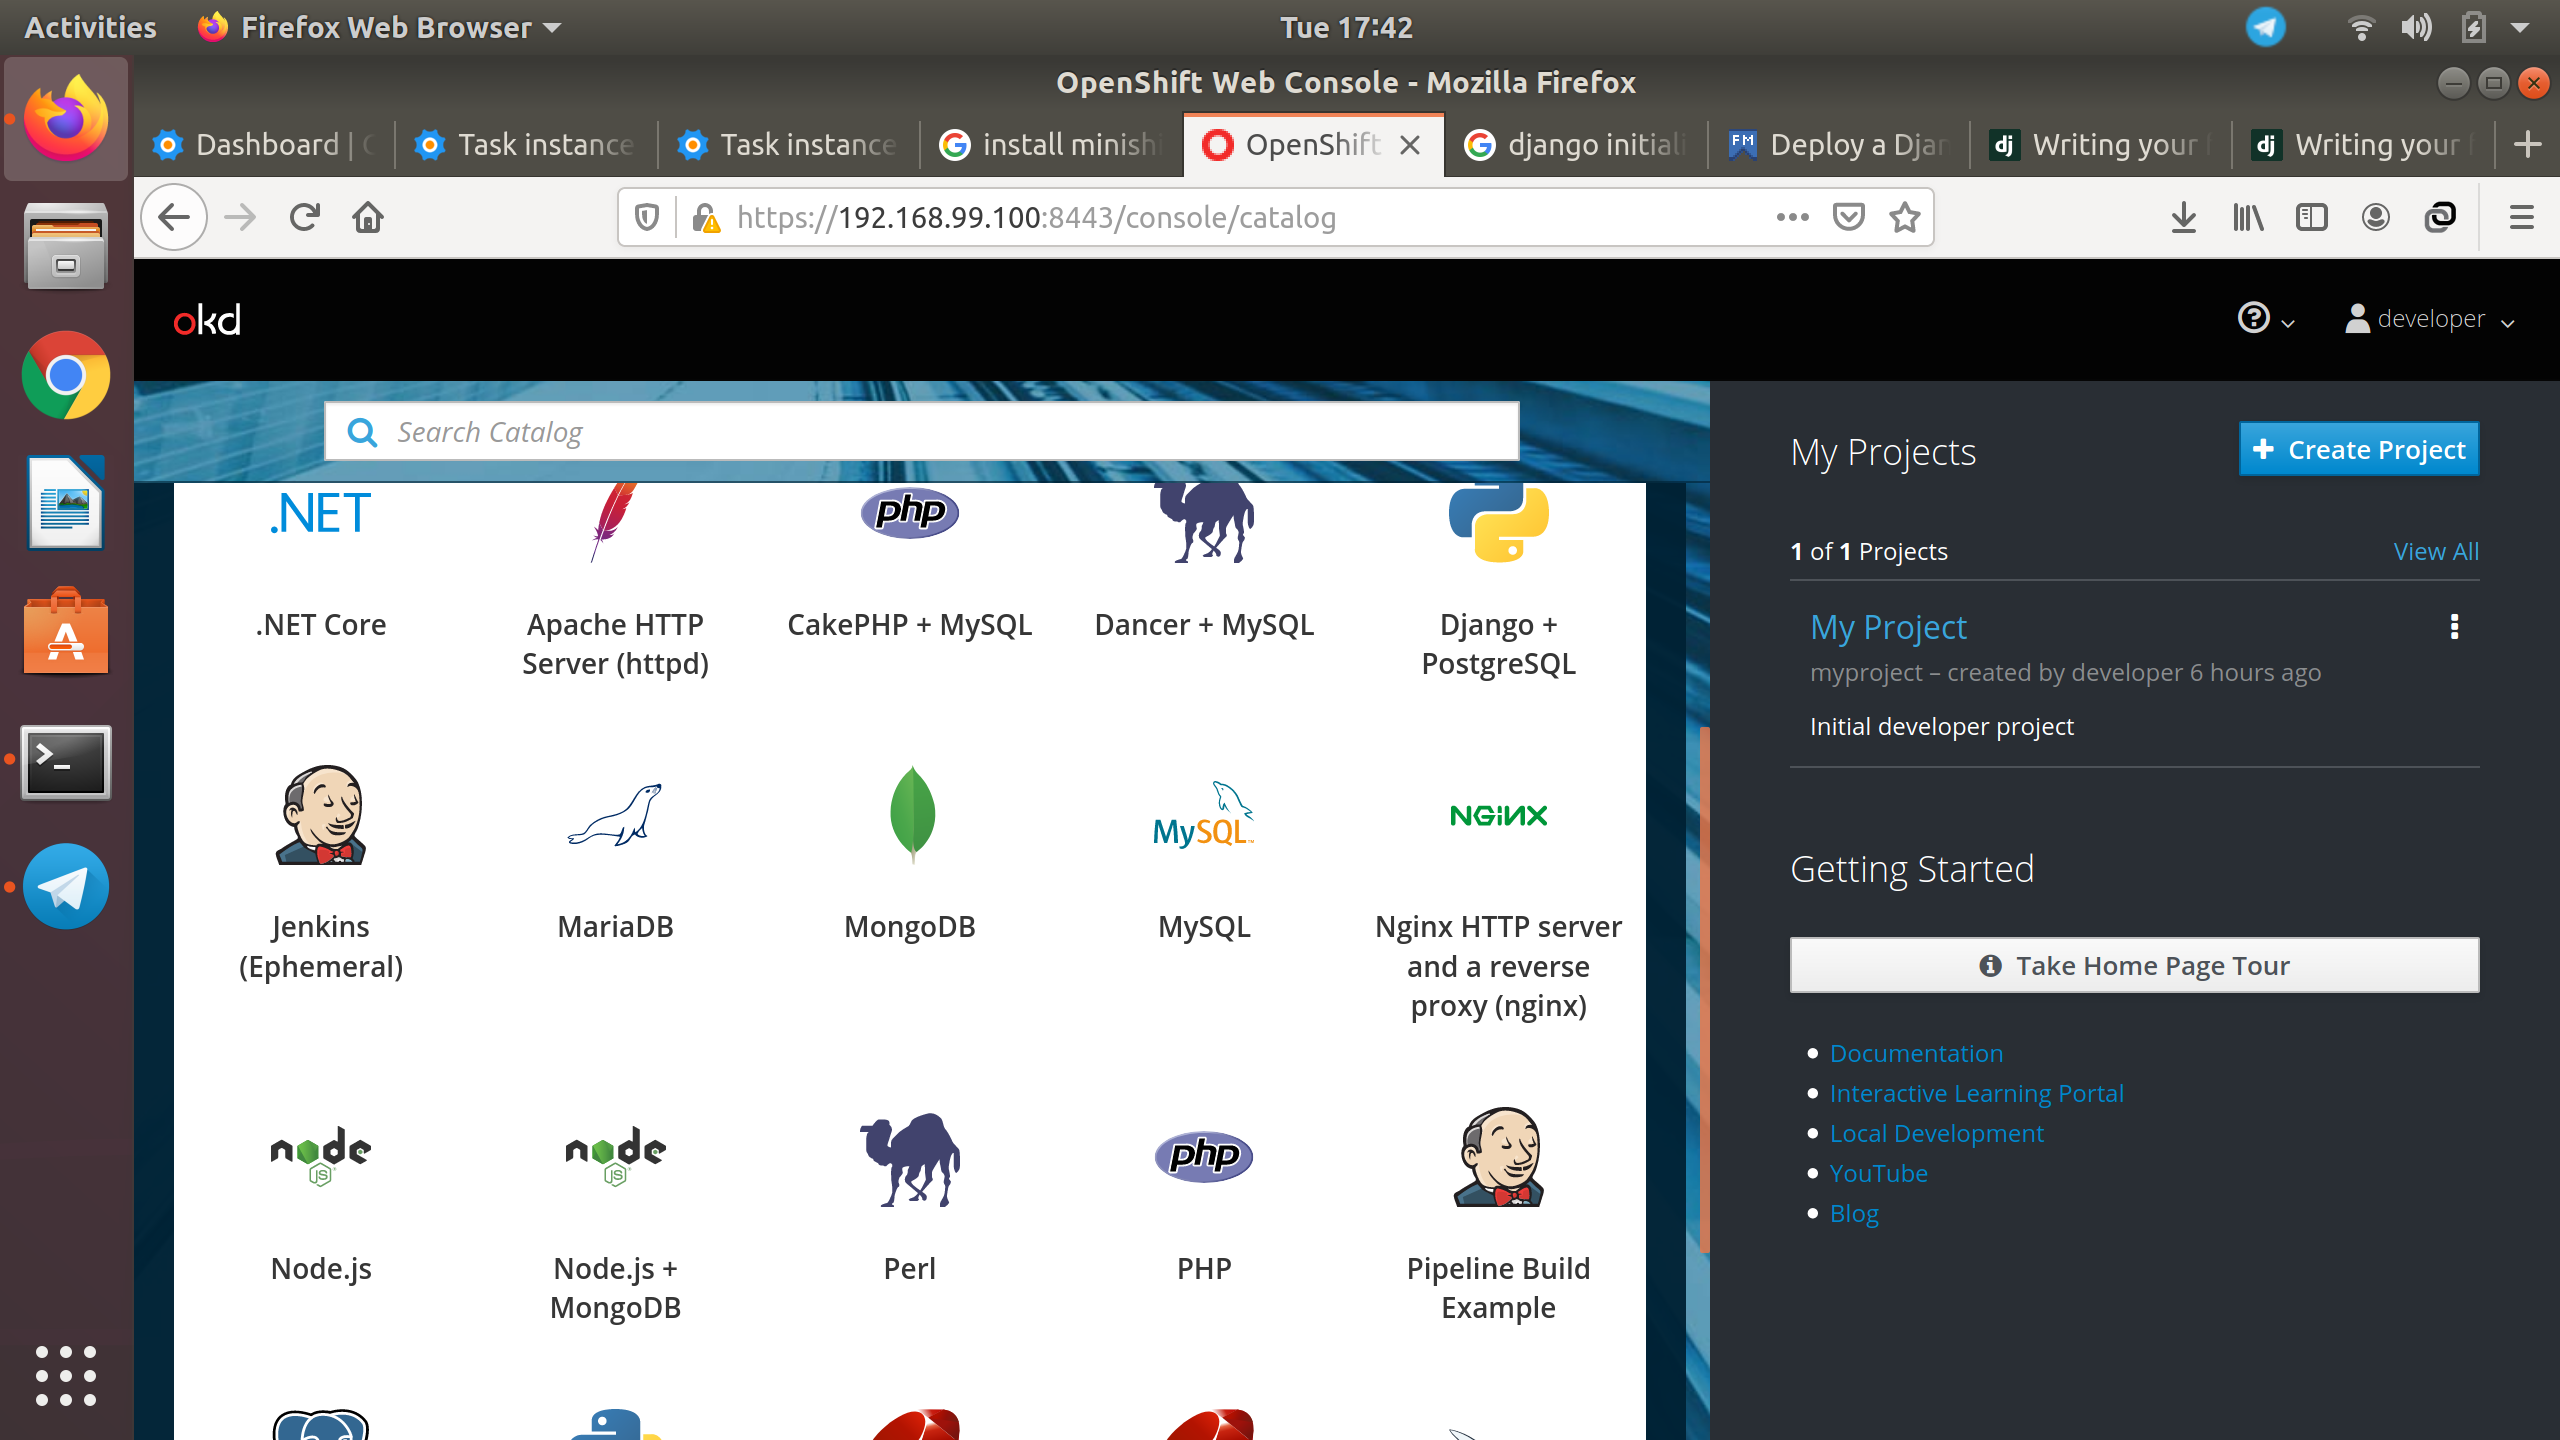 Activities
Firefox Web Browser
Tue 17:42
OpenShift Web Console - Mozilla Firefox
Dashboard |
Task instance
Task instance
install minishi
OpenShift
django initiali
FM
Deploy a Djan
dj
Writing your f
dj
Writing your f
https://192.168.99.100:8443/console/catalog
okd
developer
Search Catalog
.NET
php
.NET Core
Apache HTTP
Server (httpd)
CakePHP + MySQL
Dancer + MySQL
Django +
PostgreSQL
MySQL
NGINX
Jenkins
(Ephemeral)
MariaDB
MongoDB
MySQL
Nginx HTTP server
and a reverse
proxy (nginx)
node
JS
node
JS
php
Node.js
Node.js +
MongoDB
Perl
PHP
Pipeline Build
Example
My Projects
Create Project
1 of 1 Projects
View All
My Project
myproject – created by developer 6 hours ago
Initial developer project
Getting Started
Take Home Page Tour
Documentation
Interactive Learning Portal
Local Development
YouTube
Blog